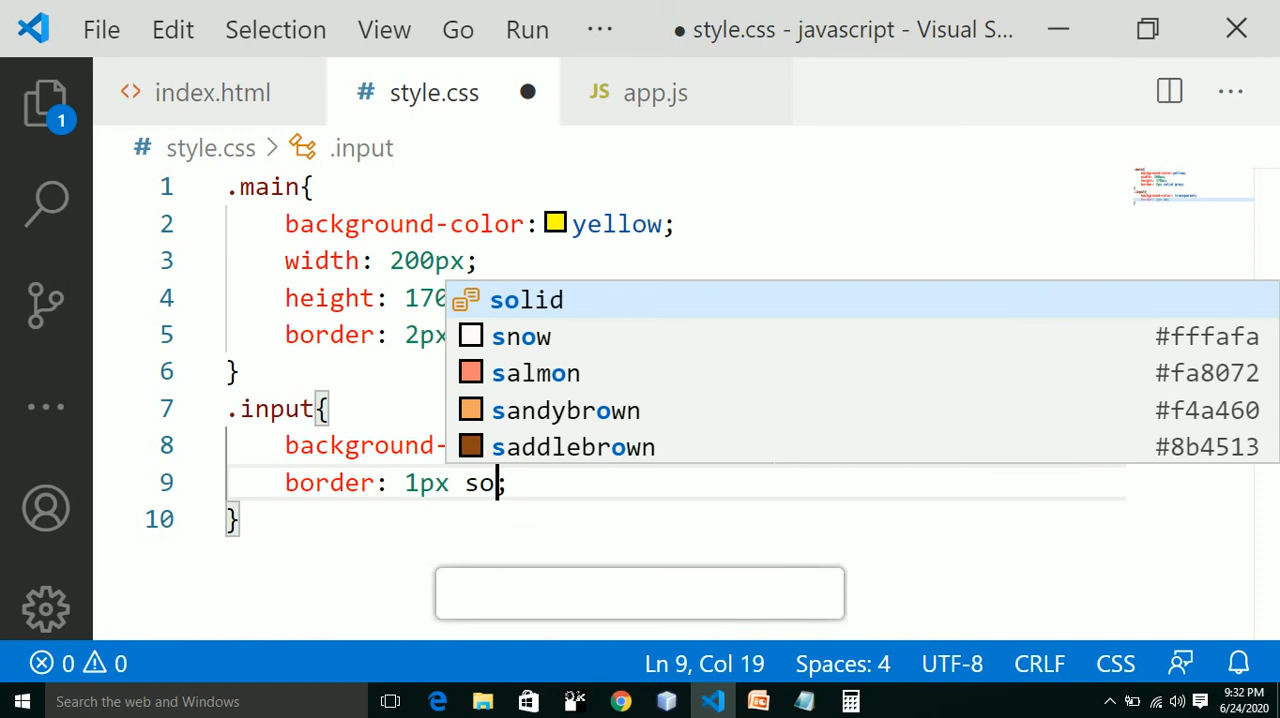 File Edit Selection View Go Run ··· ● style.css - javascript - Visual S...
<> index.html # style.css ● JS app.js ···
# style.css > .input
1 .main{
2 background-color: yellow;
3 width: 200px;
4 height: 170
5 border: 2px
6 }
7 .input{
8 background-
9 border: 1px so;
10 }
solid
snow #fffafa
salmon #fa8072
sandybrown #f4a460
saddlebrown #8b4513
1
0 0 Ln 9, Col 19 Spaces: 4 UTF-8 CRLF CSS
Search the web and Windows
9:32 PM
6/24/2020